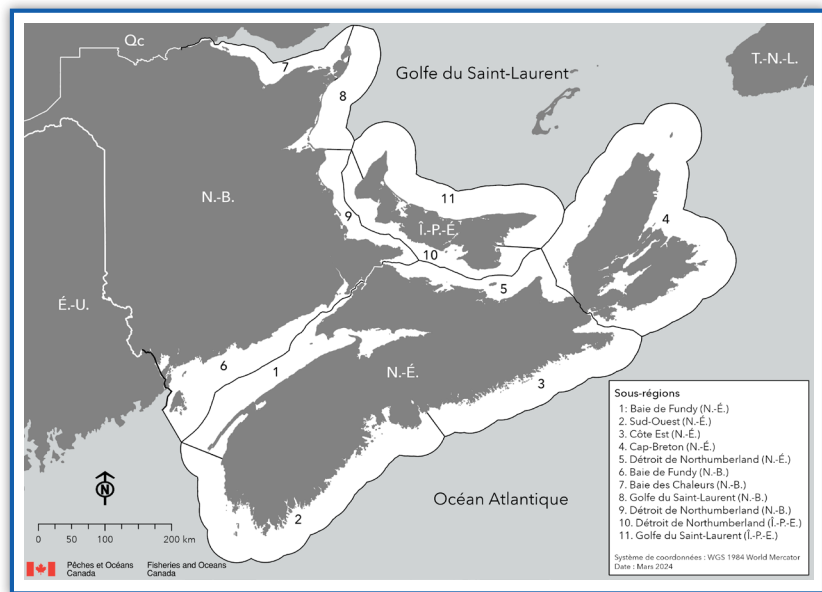 Qc
7
Golfe du Saint-Laurent
T.-N.-L.
8
N.-B.
11
9
Î.-P.-É.
4
10
5
É.-U.
6
1
N.-É.
3
2
Océan Atlantique
N
0 50 100 200 km
Pêches et Océans Canada
Fisheries and Oceans Canada
Sous-régions
1: Baie de Fundy (N.-É.)
2. Sud-Ouest (N.-É.)
3. Côte Est (N.-É.)
4. Cap-Breton (N.-É.)
5. Détroit de Northumberland (N.-É.)
6. Baie de Fundy (N.-B.)
7. Baie des Chaleurs (N.-B.)
8. Golfe du Saint-Laurent (N.-B.)
9. Détroit de Northumberland (N.-B.)
10. Détroit de Northumberland (Î.-P.-E.)
11. Golfe du Saint-Laurent (Î.-P.-E.)
Système de coordonnées : WGS 1984 World Mercator
Date : Mars 2024